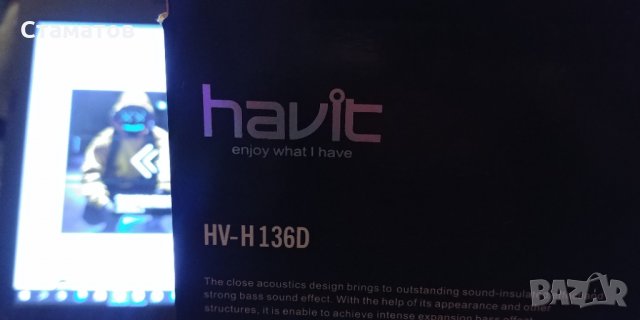 Стаматов
havit
enjoy what I have
HV-H136D
The close acoustics design brings to outstanding sound-insula
strong bass sound effect. With the help of its appearance and other
structures, it is enable to achieve intense expansion bass effect
BAZAR